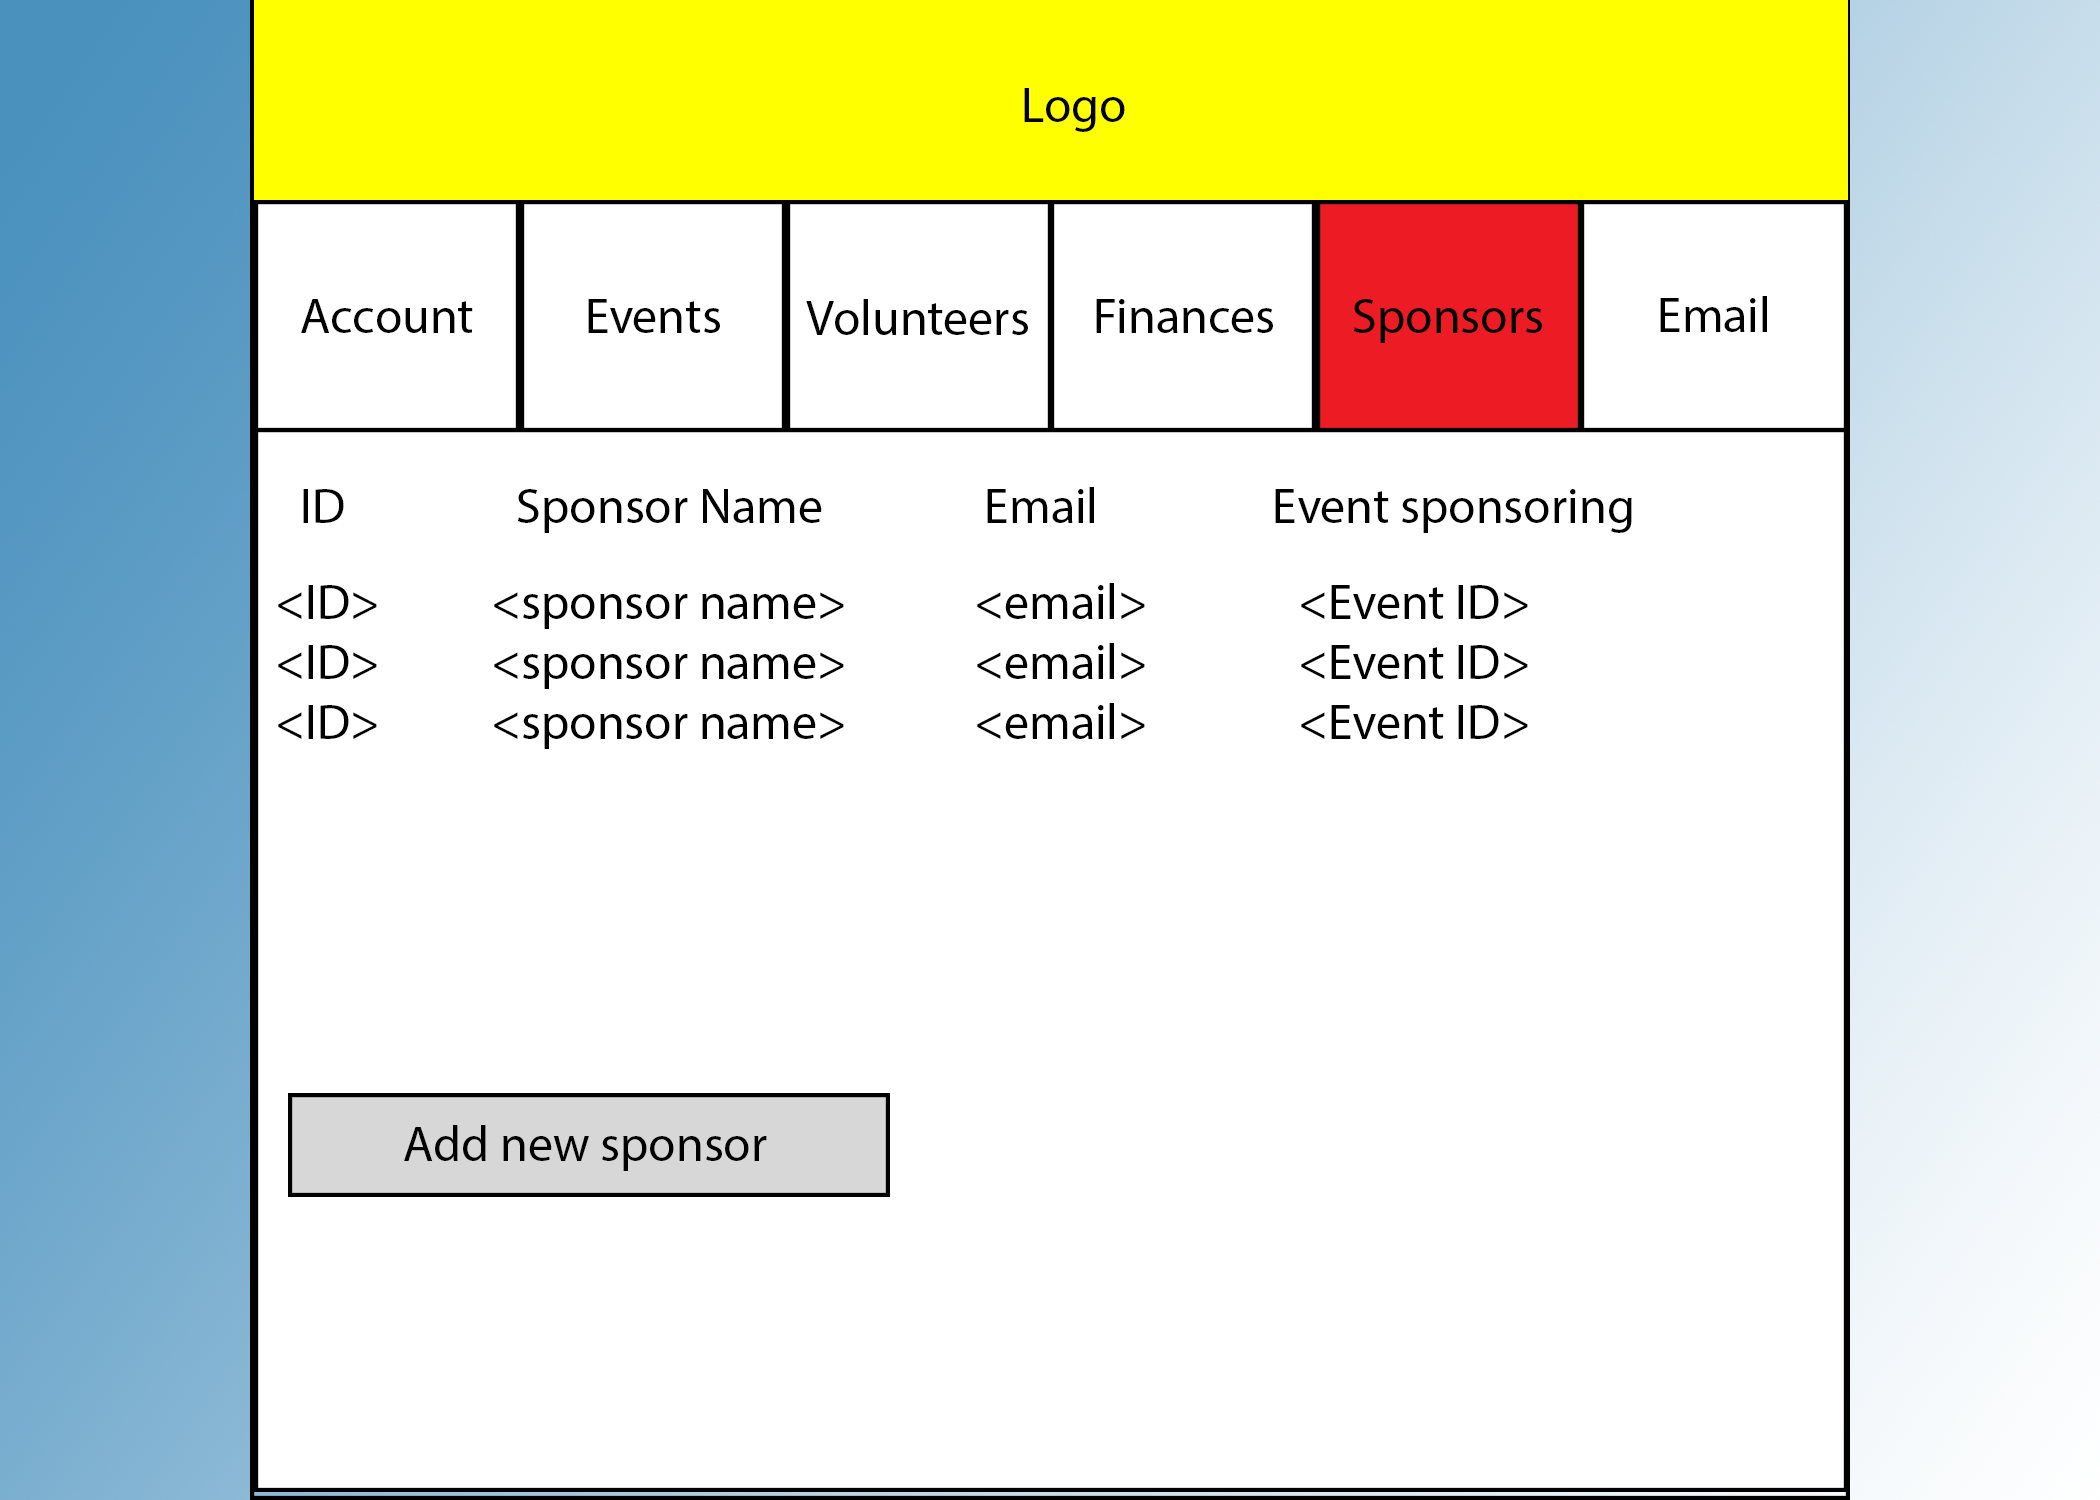 Logo
Account Events Volunteers Finances Sponsors Email
ID Sponsor Name Email Event sponsoring
<ID> <sponsor name> <email> <Event ID>
<ID> <sponsor name> <email> <Event ID>
<ID> <sponsor name> <email> <Event ID>
Add new sponsor